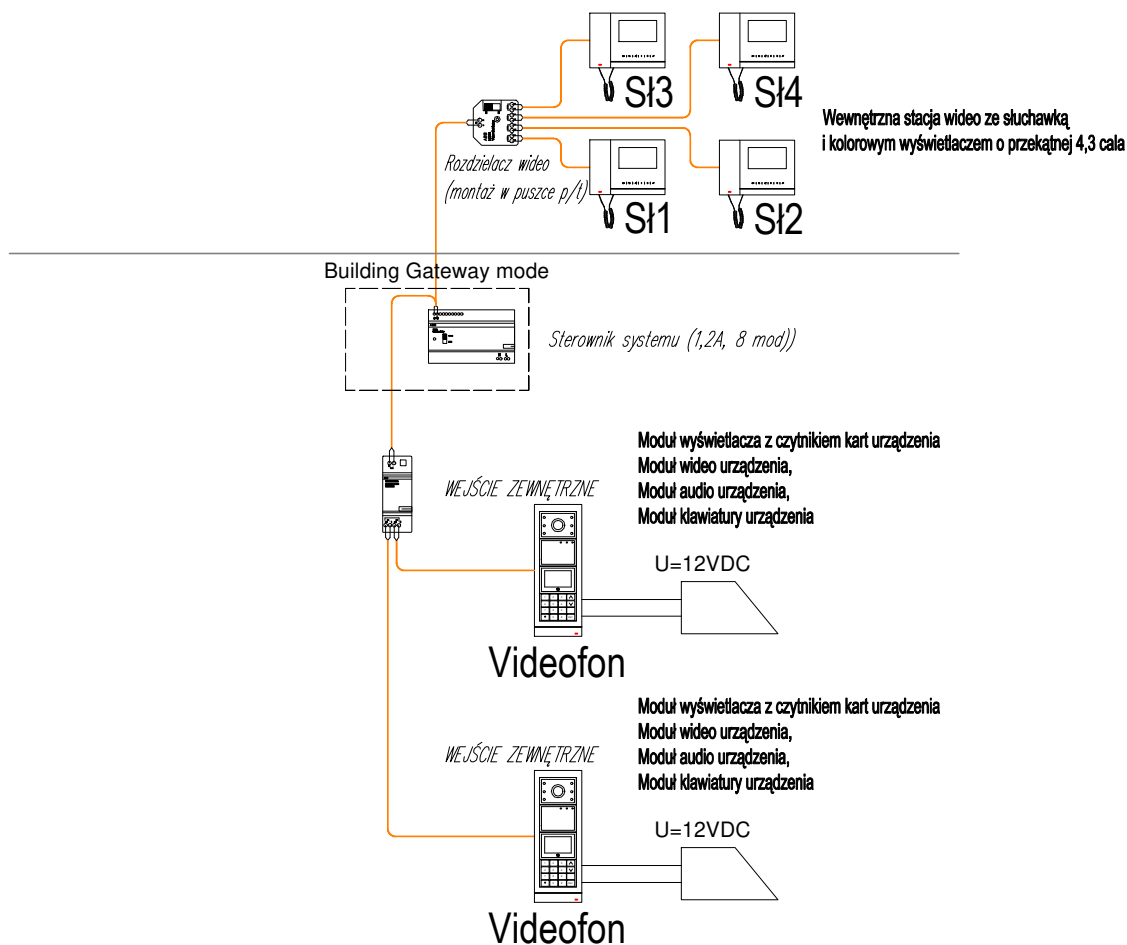 Sł3
Sł4
Wewnętrzna stacja wideo ze słuchawką
i kolorowym wyświetlaczem o przekątnej 4,3 cala
Rozdzielacz wideo
(montaż w puszce p/t)
Sł1
Sł2
Building Gateway mode
Sterownik systemu (1,2A, 8 mod))
Moduł wyświetlacza z czytnikiem kart urządzenia
Moduł wideo urządzenia,
Moduł audio urządzenia,
Moduł klawiatury urządzenia
WEJŚCIE ZEWNĘTRZNE
U=12VDC
Videofon
Moduł wyświetlacza z czytnikiem kart urządzenia
Moduł wideo urządzenia,
Moduł audio urządzenia,
Moduł klawiatury urządzenia
WEJŚCIE ZEWNĘTRZNE
U=12VDC
Videofon